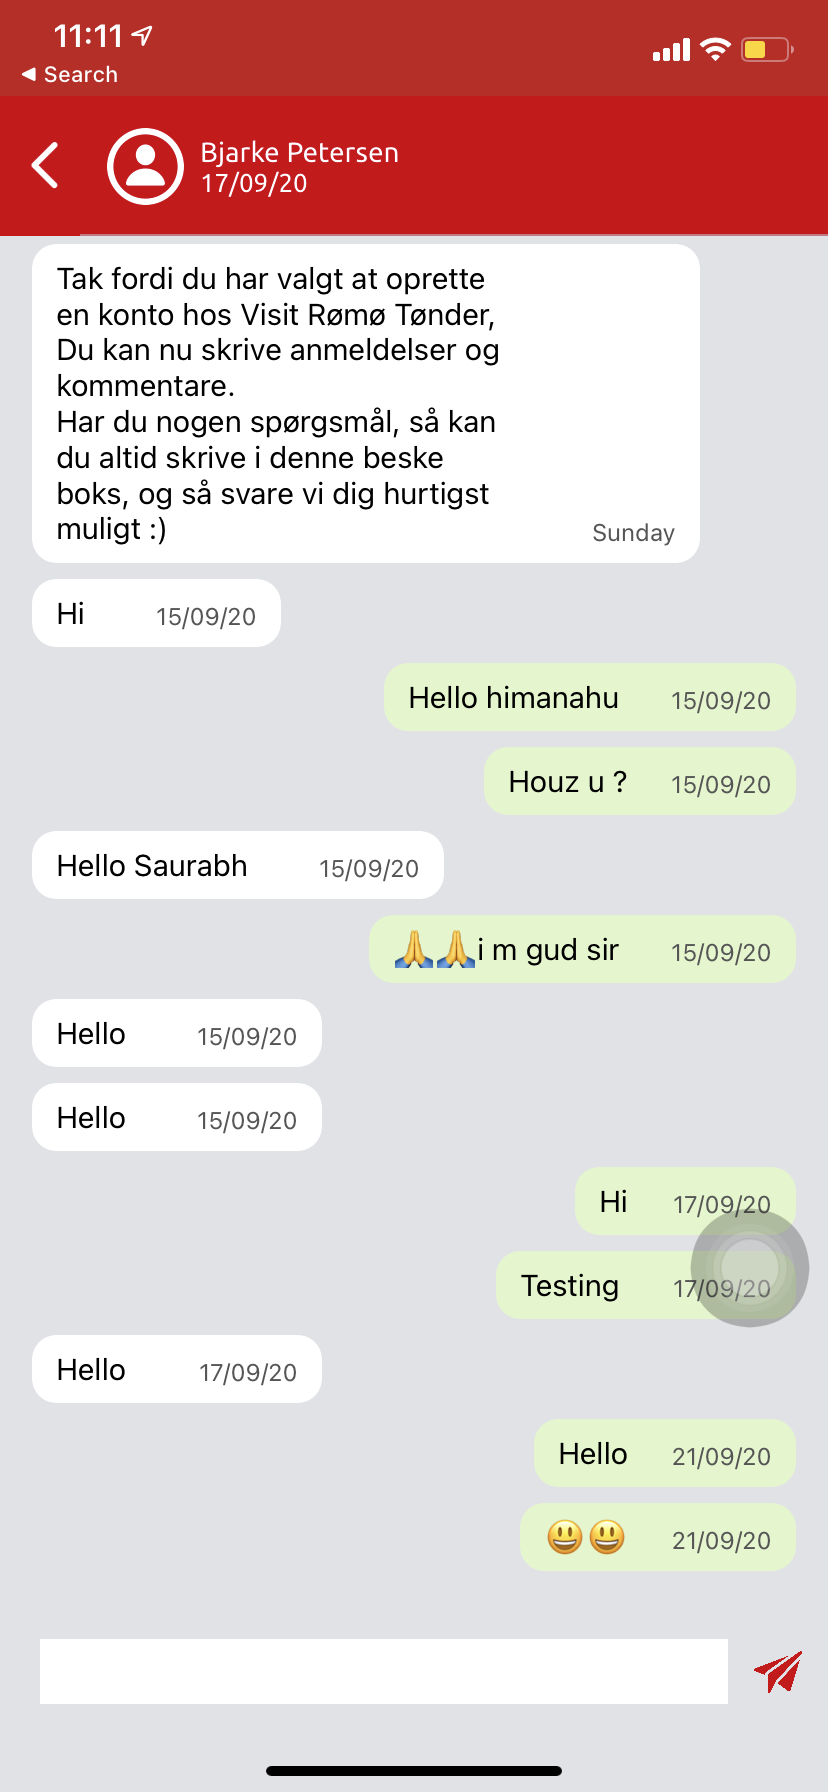 11:11
◀ Search
Bjarke Petersen
17/09/20
Tak fordi du har valgt at oprette
en konto hos Visit Rømø Tønder,
Du kan nu skrive anmeldelser og
kommentare.
Har du nogen spørgsmål, så kan
du altid skrive i denne beske
boks, og så svare vi dig hurtigst
muligt :)
Sunday
Hi 15/09/20
Hello himanahu 15/09/20
Houz u ? 15/09/20
Hello Saurabh 15/09/20
🙏🙏i m gud sir 15/09/20
Hello 15/09/20
Hello 15/09/20
Hi 17/09/20
Testing 17/09/20
Hello 17/09/20
Hello 21/09/20
😃😃 21/09/20